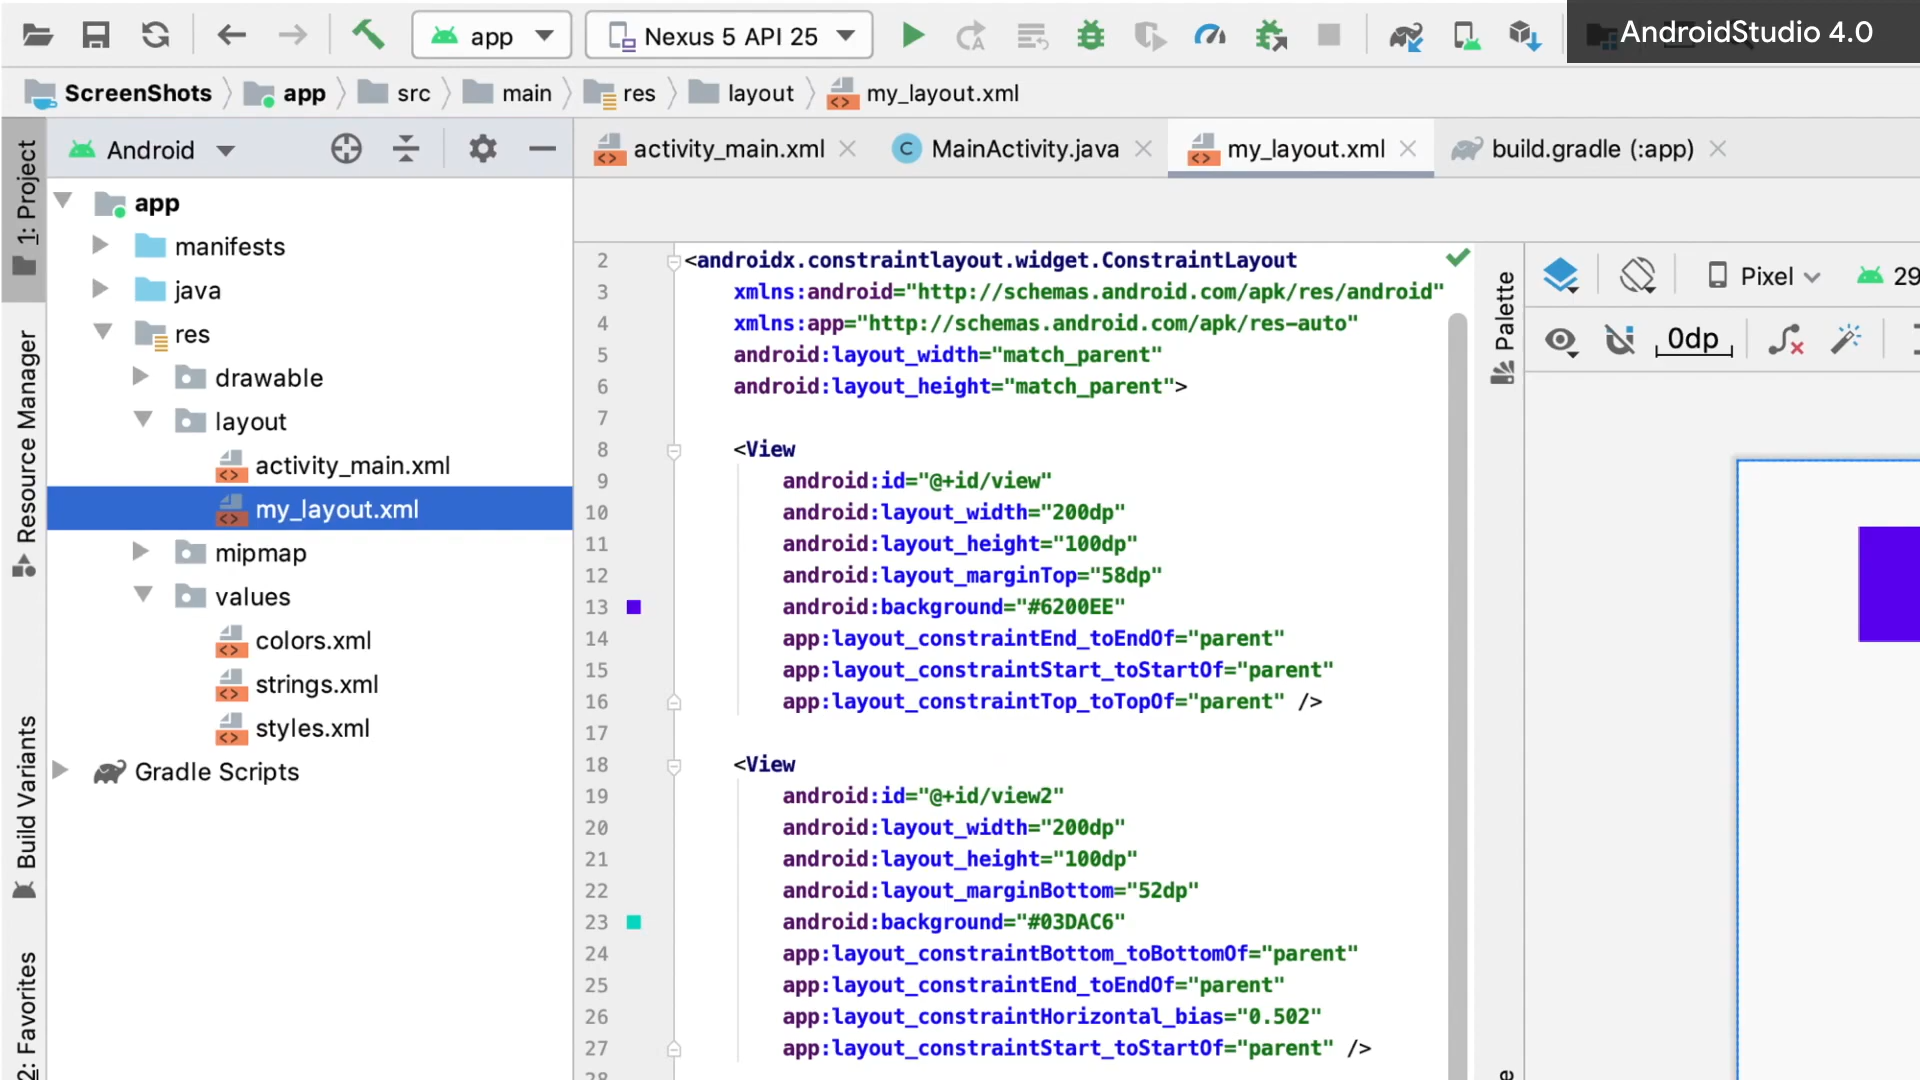 app
Nexus 5 API 25
AndroidStudio 4.0
ScreenShots
app
src
main
res
layout
my_layout.xml
1: Project
Resource Manager
Build Variants
2: Favorites
Android
activity_main.xml
MainActivity.java
my_layout.xml
build.gradle (:app)
app
manifests
java
res
drawable
layout
activity_main.xml
my_layout.xml
mipmap
values
colors.xml
strings.xml
styles.xml
Gradle Scripts
2 <androidx.constraintlayout.widget.ConstraintLayout
3 xmlns:android="http://schemas.android.com/apk/res/android"
4 xmlns:app="http://schemas.android.com/apk/res-auto"
5 android:layout_width="match_parent"
6 android:layout_height="match_parent">
7
8 <View
9 android:id="@+id/view"
10 android:layout_width="200dp"
11 android:layout_height="100dp"
12 android:layout_marginTop="58dp"
13 android:background="#6200EE"
14 app:layout_constraintEnd_toEndOf="parent"
15 app:layout_constraintStart_toStartOf="parent"
16 app:layout_constraintTop_toTopOf="parent" />
17
18 <View
19 android:id="@+id/view2"
20 android:layout_width="200dp"
21 android:layout_height="100dp"
22 android:layout_marginBottom="52dp"
23 android:background="#03DAC6"
24 app:layout_constraintBottom_toBottomOf="parent"
25 app:layout_constraintEnd_toEndOf="parent"
26 app:layout_constraintHorizontal_bias="0.502"
27 app:layout_constraintStart_toStartOf="parent" />
28
Palette
Pixel
29
0dp